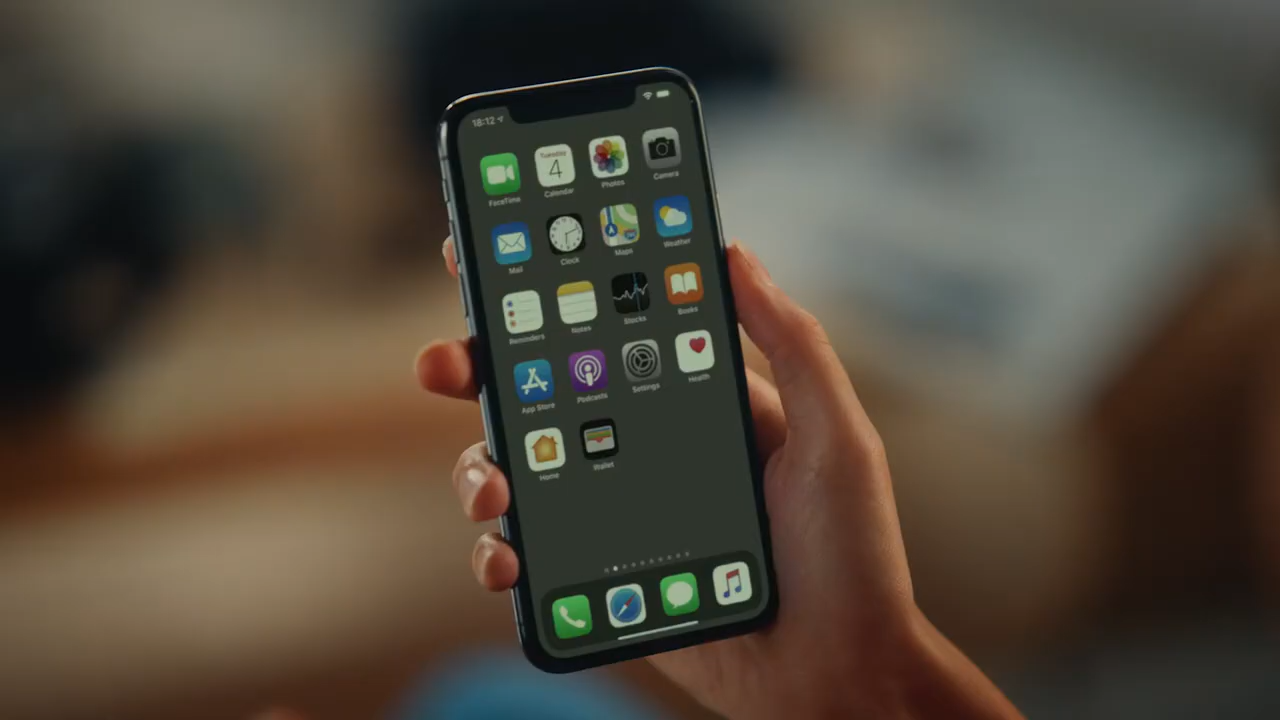 18:12
Tuesday
4
FaceTime
Calendar
Photos
Camera
Mail
Clock
Maps
Weather
Reminders
Notes
Stocks
Books
App Store
Podcasts
Settings
Health
Home
Wallet